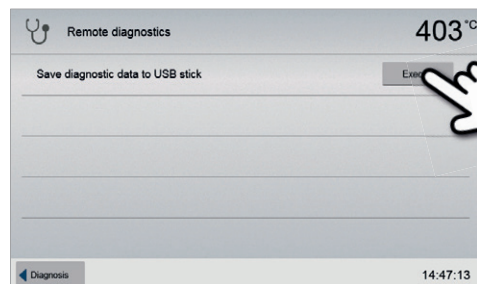 Remote diagnostics
403 °C
Save diagnostic data to USB stick
Diagnosis
14:47:13